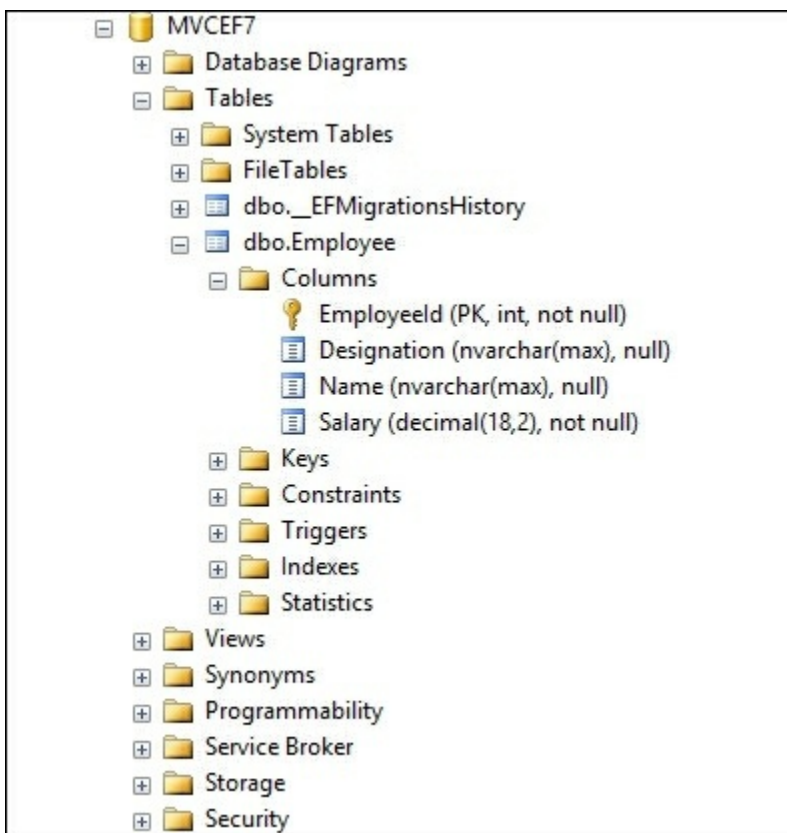 MVCEF7
Database Diagrams
Tables
System Tables
FileTables
dbo.__EFMigrationsHistory
dbo.Employee
Columns
EmployeeId (PK, int, not null)
Designation (nvarchar(max), null)
Name (nvarchar(max), null)
Salary (decimal(18,2), not null)
Keys
Constraints
Triggers
Indexes
Statistics
Views
Synonyms
Programmability
Service Broker
Storage
Security